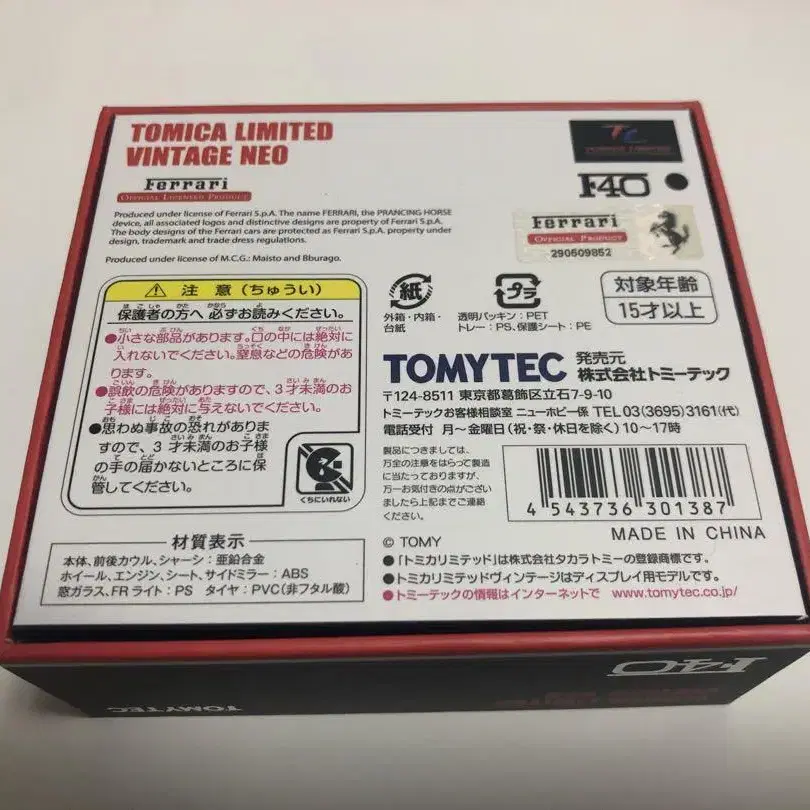 TOMICA LIMITED
VINTAGE NEO
Ferrari
OFFICIAL LICENSED PRODUCT
Produced under license of Ferrari S.p.A. The name FERRARI, the PRANCING HORSE
device, all associated logos and distinctive designs are property of Ferrari S.p.A.
The body designs of the Ferrari cars are protected as Ferrari S.p.A. property under
design, trademark and trade dress regulations.
Produced under license of M.C.G.: Maisto and Bburago.
TL
TOMICA LIMITED
F40
Ferrari
OFFICIAL PRODUCT
290509852
注意(ちゅうい)
保護者の方へ 必ずお読みください。
●小さな部品があります。口の中には絶対に
入れないでください。窒息などの危険があ
ります。
●誤飲の危険がありますので、3才未満のお
子様には絶対に与えないでください。
●思わぬ事故の恐れがありま
すので、3才未満のお子様
の手の届かないところに保
管してください。
くちにいれない
紙
外箱・内箱・
台紙
プラ
透明パッキン:PET
トレー:PS、保護シート:PE
対象年齢
15才以上
TOMYTEC
発売元
株式会社トミーテック
〒124-8511 東京都葛飾区立石7-9-10
トミーテックお客様相談室 ニューホビー係 TEL 03(3695)3161(代)
電話受付 月~金曜日(祝・祭・休日を除く)10~17時
製品につきましては、
万全の注意をはらって製造
に当たっておりますが、
万一お気付きの点がござい
ましたら上記までご連絡
ください。
4 543736 301387
MADE IN CHINA
© TOMY
●「トミカリミテッド」は株式会社タカラトミーの登録商標です。
●トミカリミテッドヴィンテージはディスプレイ用モデルです。
●トミーテックの情報はインターネットで www.tomytec.co.jp/
材質表示
本体、前後カウル、シャーシ:亜鉛合金
ホイール、エンジン、シート、サイドミラー:ABS
窓ガラス、FRライト:PS タイヤ:PVC(非フタル酸)
F40
TOMYTEC